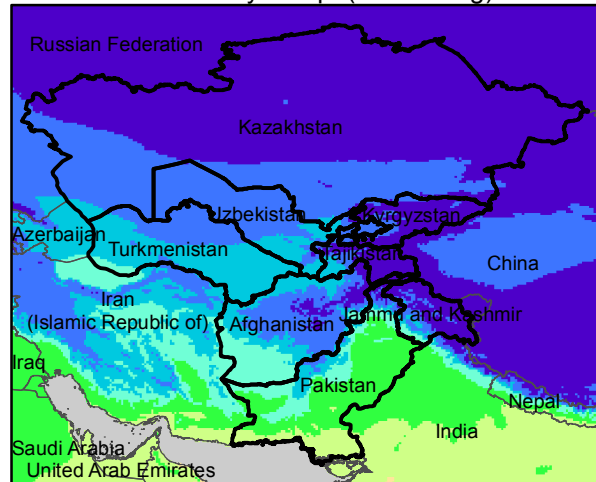 Russian Federation
Kazakhstan
Uzbekistan
Kyrgyzstan
Azerbaijan
Turkmenistan
Tajikistan
China
Iran
(Islamic Republic of)
Afghanistan
Jammu and Kashmir
Iraq
Pakistan
Nepal
India
Saudi Arabia
United Arab Emirates